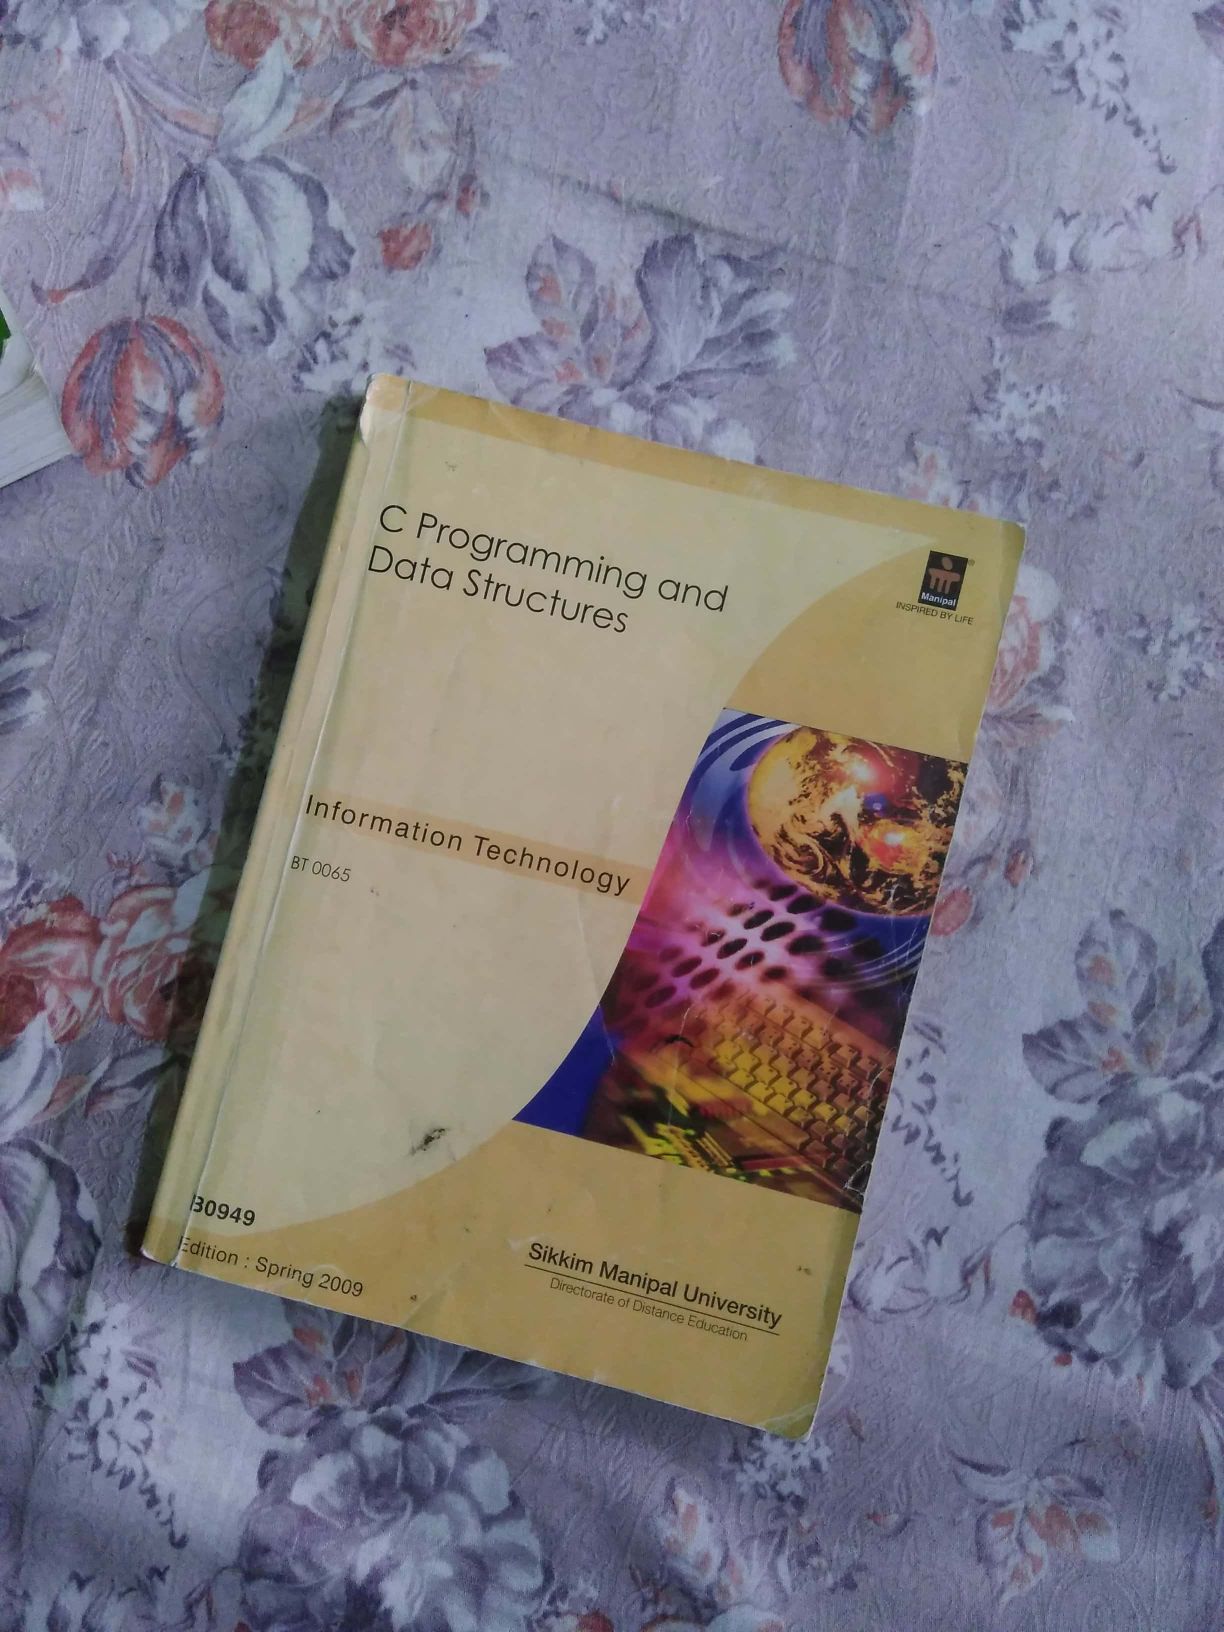 C Programming and
Data Structures
Manipal
INSPIRED BY LIFE
Information Technology
BT 0065
B0949
Edition : Spring 2009
Sikkim Manipal University
Directorate of Distance Education